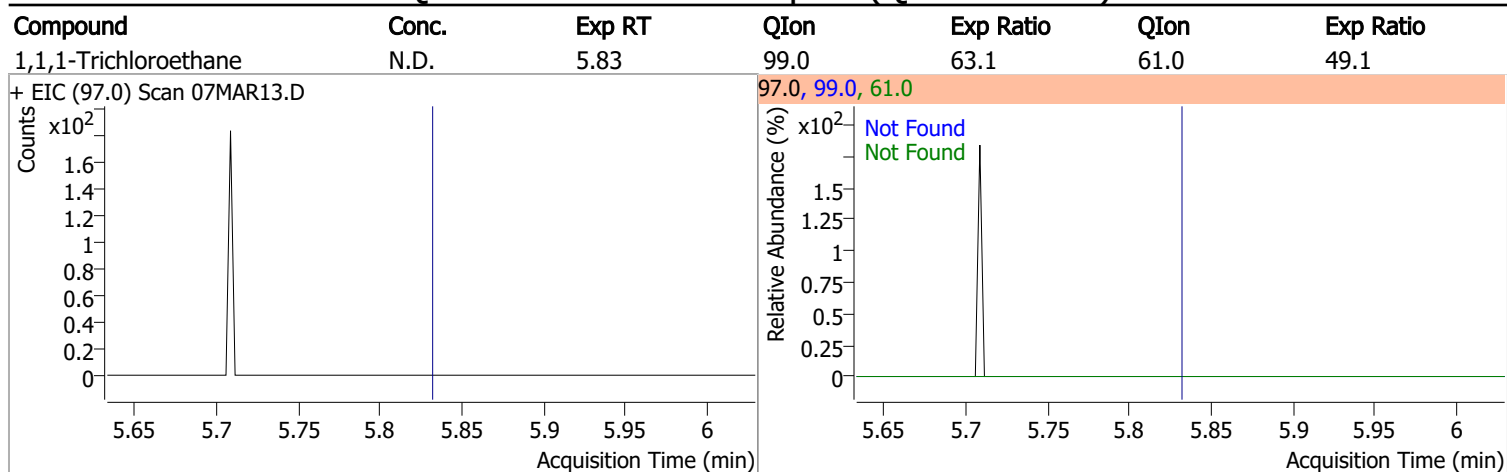 Compound Conc. Exp RT QIon Exp Ratio QIon Exp Ratio
1,1,1-Trichloroethane N.D. 5.83 99.0 63.1 61.0 49.1
+ EIC (97.0) Scan 07MAR13.D
Counts
x10²
1.6
1.4
1.2
1
0.8
0.6
0.4
0.2
0
5.65 5.7 5.75 5.8 5.85 5.9 5.95 6
Acquisition Time (min)
97.0, 99.0, 61.0
Relative Abundance (%)
x10²
Not Found
Not Found
1.5
1.25
1
0.75
0.5
0.25
0
5.65 5.7 5.75 5.8 5.85 5.9 5.95 6
Acquisition Time (min)